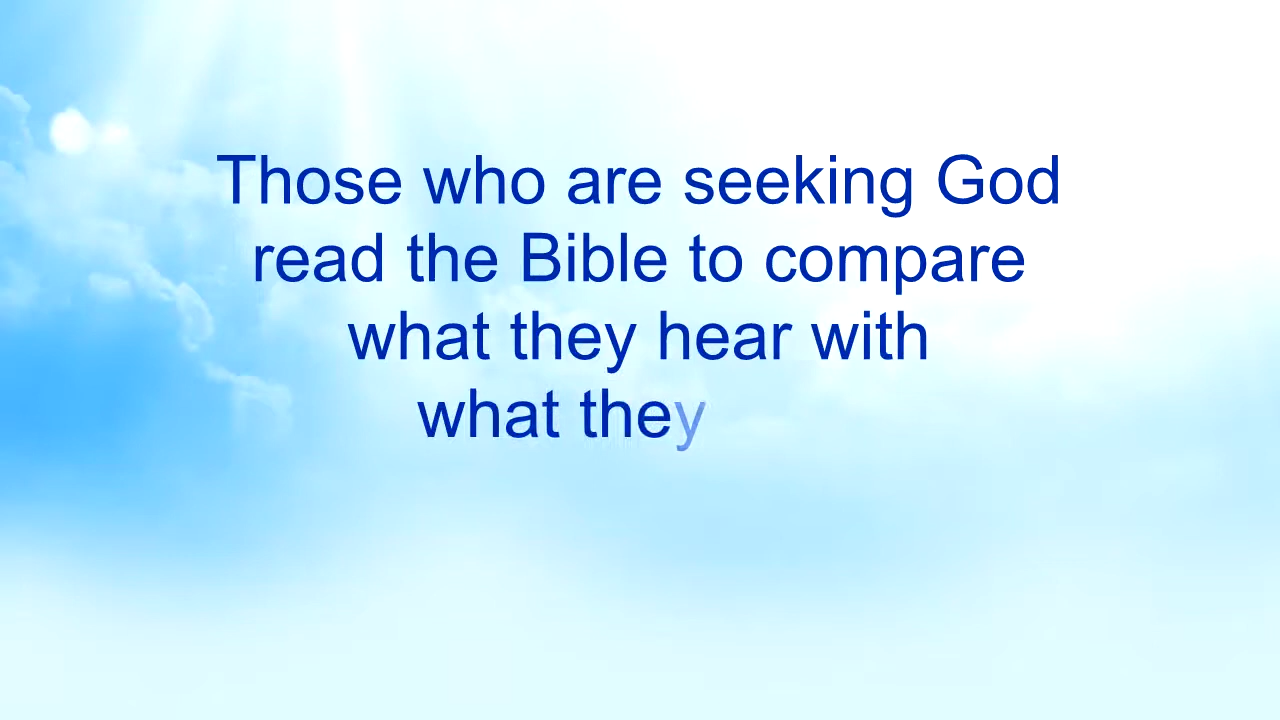 Those who are seeking God
read the Bible to compare
what they hear with
what they